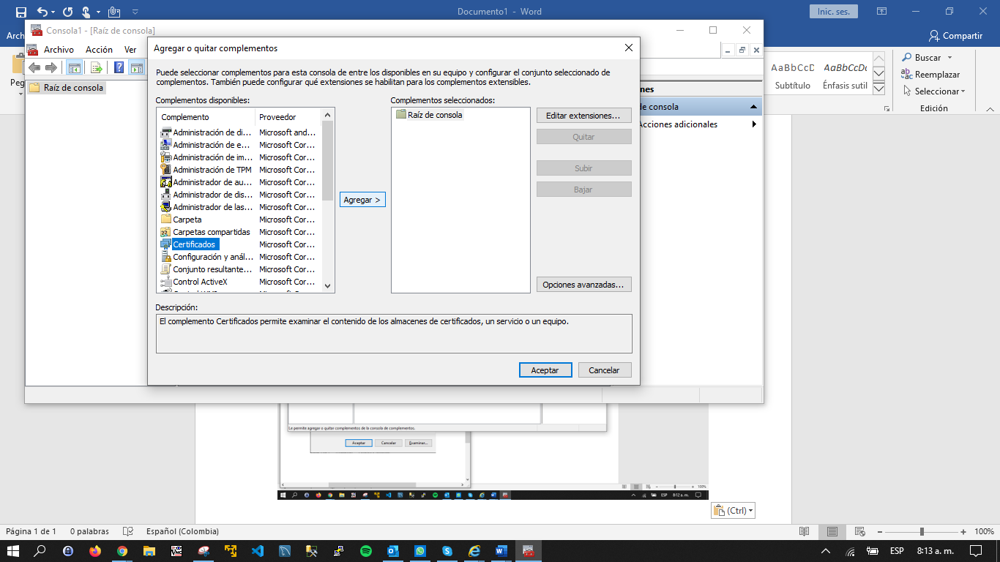 Documento1 - Word
Inic. ses.
Arch
Compartir
Consola1 - [Raíz de consola]
Archivo Acción Ver
Peg
Raíz de consola
Agregar o quitar complementos
Puede seleccionar complementos para esta consola de entre los disponibles en su equipo y configurar el conjunto seleccionado de
complementos. También puede configurar qué extensiones se habilitan para los complementos extensibles.
Complementos disponibles:
Complemento Proveedor
Administración de di... Microsoft and...
Administración de e... Microsoft Cor...
Administración de im... Microsoft Cor...
Administración de TPM Microsoft Cor...
Administrador de au... Microsoft Cor...
Administrador de dis... Microsoft Cor...
Administrador de las... Microsoft Cor...
Carpeta Microsoft Cor...
Carpetas compartidas Microsoft Cor...
Certificados Microsoft Cor...
Configuración y anál... Microsoft Cor...
Conjunto resultante... Microsoft Cor...
Control ActiveX Microsoft Cor...
Agregar >
Complementos seleccionados:
Raíz de consola
Editar extensiones...
Quitar
Subir
Bajar
Opciones avanzadas...
Descripción:
El complemento Certificados permite examinar el contenido de los almacenes de certificados, un servicio o un equipo.
Aceptar Cancelar
nes
de consola
Acciones adicionales
AaBbCcD AaBbCcDc
Subtítulo Énfasis sutil
Buscar
Reemplazar
Seleccionar
Edición
Le permite agregar o quitar complementos de la consola de complementos.
Aceptar Cancelar Examinar...
100%
ESP 8:12 a. m.
(Ctrl)
Página 1 de 1 0 palabras Español (Colombia)
100%
ESP 8:13 a. m.